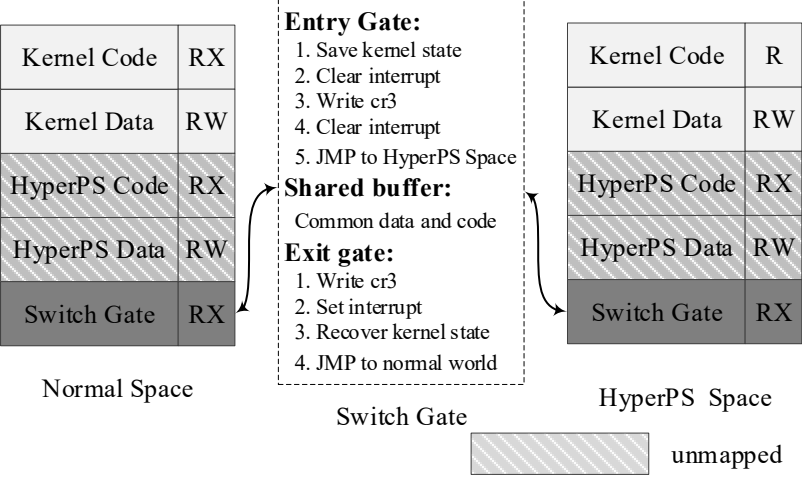 Kernel Code RX
Kernel Data RW
HyperPS Code RX
HyperPS Data RW
Switch Gate RX
Normal Space
Entry Gate:
1. Save kernel state
2. Clear interrupt
3. Write cr3
4. Clear interrupt
5. JMP to HyperPS Space
Shared buffer:
Common data and code
Exit gate:
1. Write cr3
2. Set interrupt
3. Recover kernel state
4. JMP to normal world
Switch Gate
Kernel Code R
Kernel Data RW
HyperPS Code RX
HyperPS Data RW
Switch Gate RX
HyperPS Space
unmapped